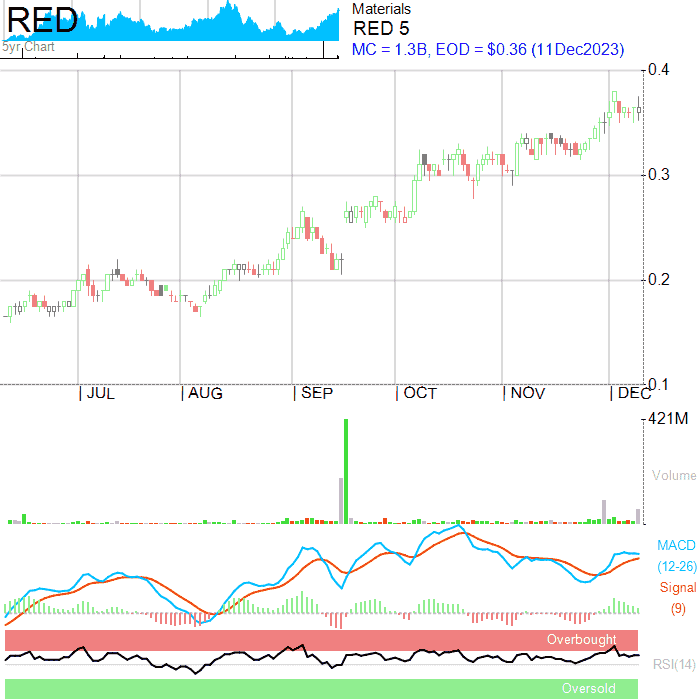 RED
5yr Chart
Materials
RED 5
MC = 1.3B, EOD = $0.36 (11Dec2023)
0.4
0.3
0.2
0.1
JUL
AUG
SEP
OCT
NOV
DEC
421M
Volume
MACD
(12-26)
Signal
(9)
Overbought
RSI(14)
Oversold